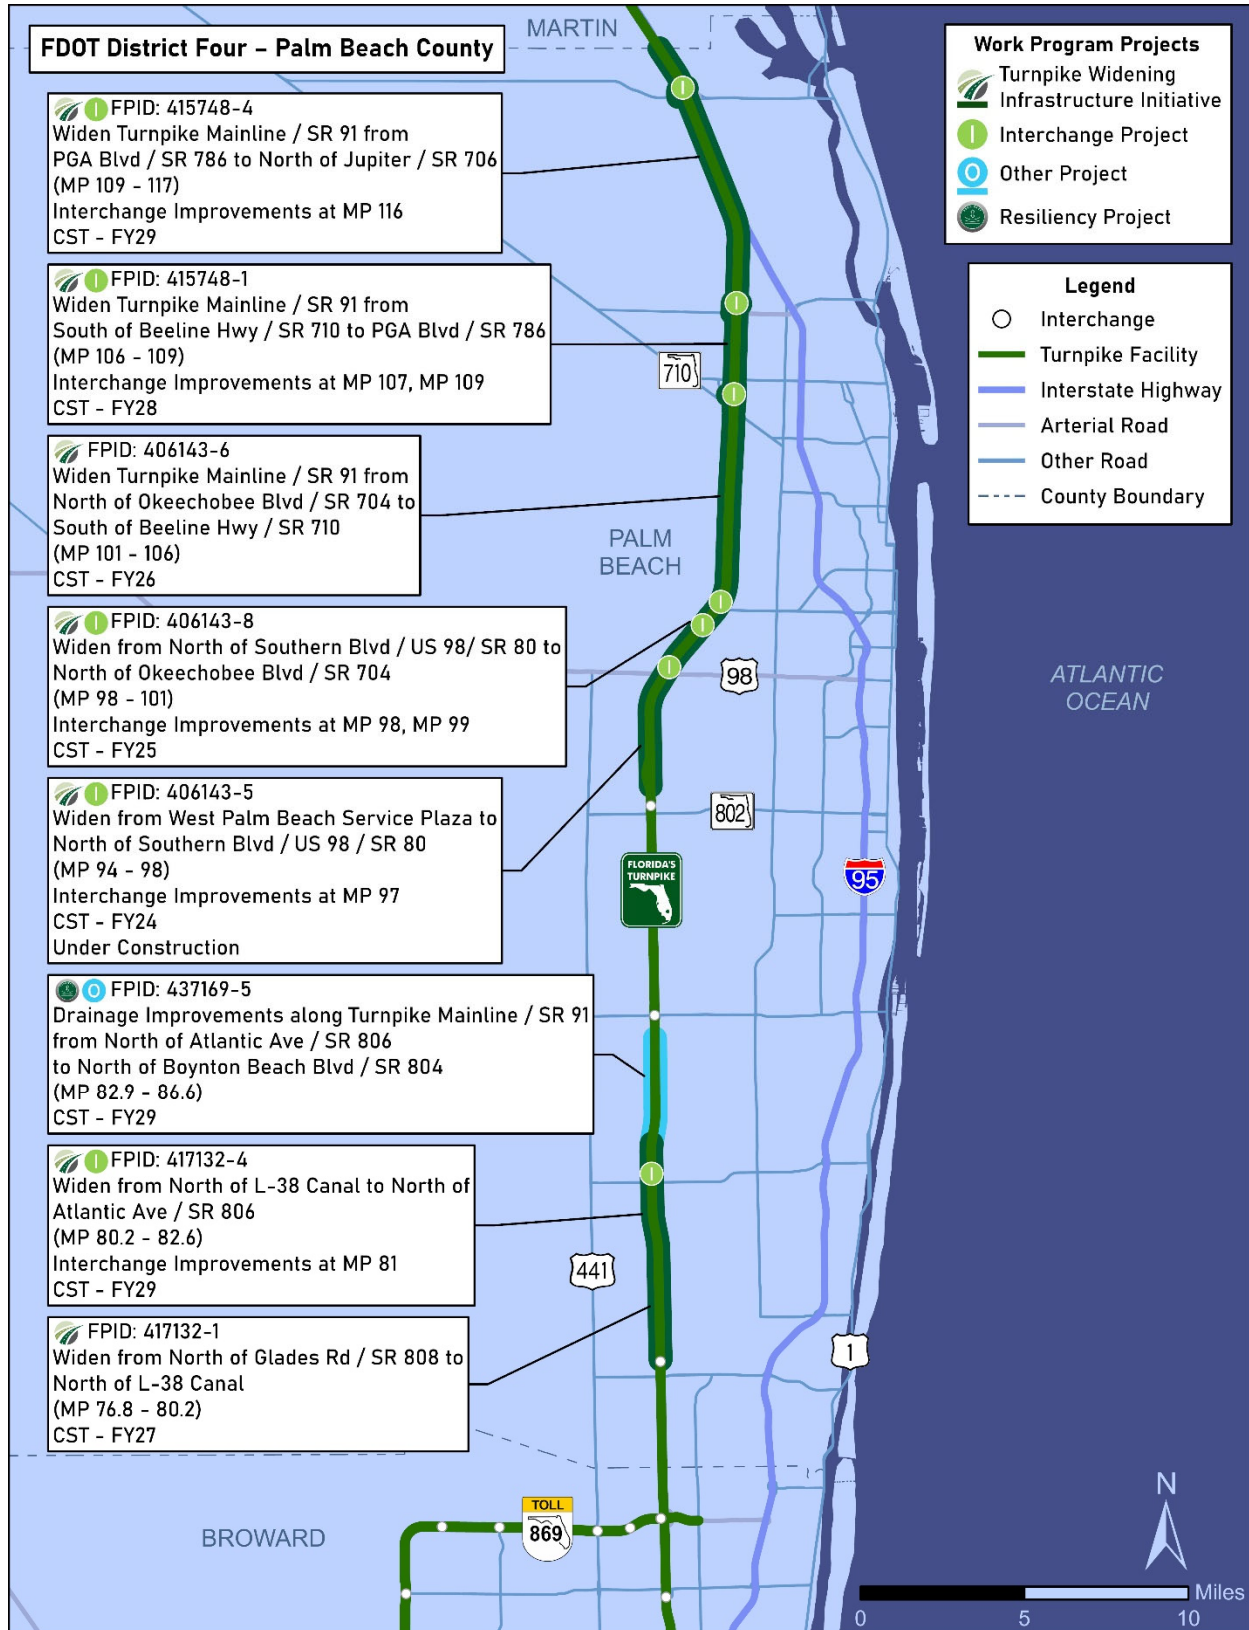 FDOT District Four – Palm Beach County
MARTIN
Work Program Projects
Turnpike Widening
Infrastructure Initiative
I Interchange Project
O Other Project
Resiliency Project
Legend
Interchange
Turnpike Facility
Interstate Highway
Arterial Road
Other Road
County Boundary
I FPID: 415748-4
Widen Turnpike Mainline / SR 91 from
PGA Blvd / SR 786 to North of Jupiter / SR 706
(MP 109 - 117)
Interchange Improvements at MP 116
CST - FY29
I FPID: 415748-1
Widen Turnpike Mainline / SR 91 from
South of Beeline Hwy / SR 710 to PGA Blvd / SR 786
(MP 106 - 109)
Interchange Improvements at MP 107, MP 109
CST - FY28
FPID: 406143-6
Widen Turnpike Mainline / SR 91 from
North of Okeechobee Blvd / SR 704 to
South of Beeline Hwy / SR 710
(MP 101 - 106)
CST - FY26
I FPID: 406143-8
Widen from North of Southern Blvd / US 98/ SR 80 to
North of Okeechobee Blvd / SR 704
(MP 98 - 101)
Interchange Improvements at MP 98, MP 99
CST - FY25
I FPID: 406143-5
Widen from West Palm Beach Service Plaza to
North of Southern Blvd / US 98 / SR 80
(MP 94 - 98)
Interchange Improvements at MP 97
CST - FY24
Under Construction
O FPID: 437169-5
Drainage Improvements along Turnpike Mainline / SR 91
from North of Atlantic Ave / SR 806
to North of Boynton Beach Blvd / SR 804
(MP 82.9 - 86.6)
CST - FY29
I FPID: 417132-4
Widen from North of L-38 Canal to North of
Atlantic Ave / SR 806
(MP 80.2 - 82.6)
Interchange Improvements at MP 81
CST - FY29
FPID: 417132-1
Widen from North of Glades Rd / SR 808 to
North of L-38 Canal
(MP 76.8 - 80.2)
CST - FY27
I
I
710
I
PALM
BEACH
I
I
I
98
ATLANTIC
OCEAN
802
FLORIDA'S
TURNPIKE
95
I
441
1
TOLL
869
BROWARD
N
Miles
0 5 10